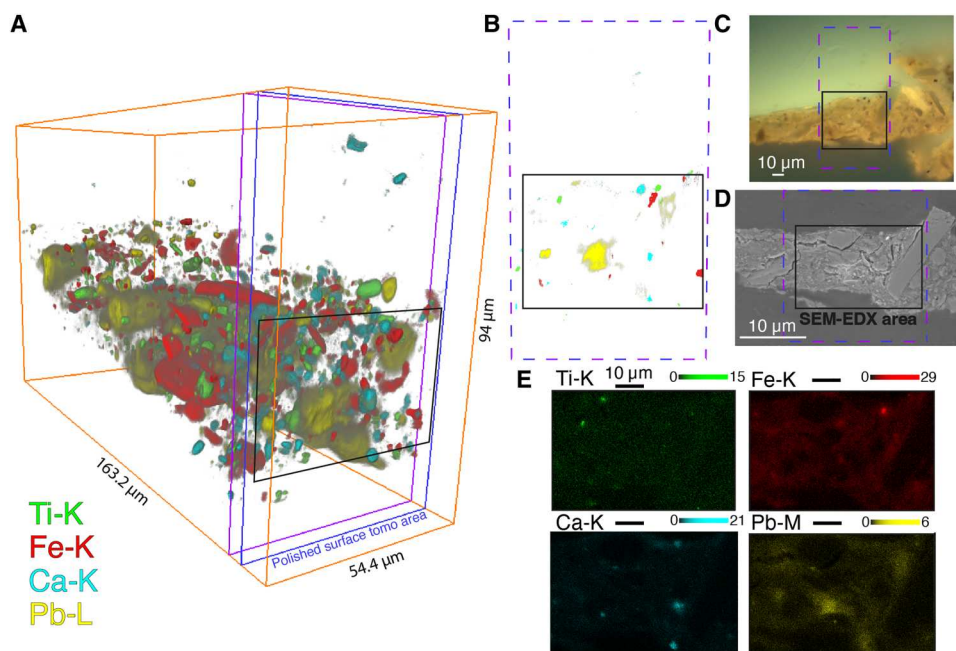 A
94 µm
163.2 µm
54.4 µm
Polished surface tomo area
Ti-K
Fe-K
Ca-K
Pb-L
B
C
10 µm
D
SEM-EDX area
10 µm
E
Ti-K 10 µm 0 15
Fe-K 0 29
Ca-K 0 21
Pb-M 0 6